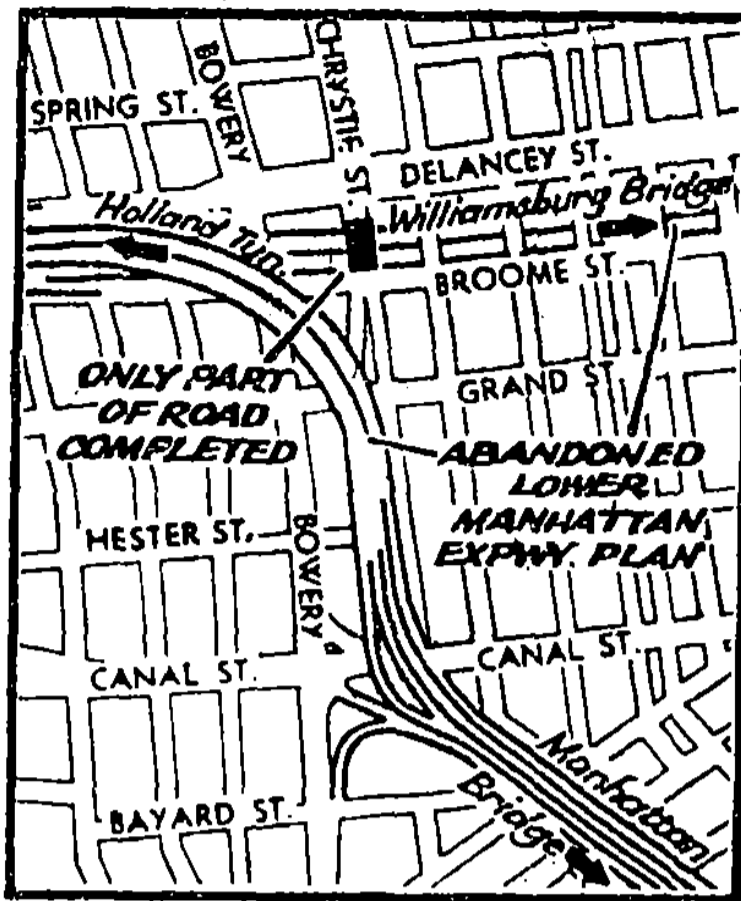 SPRING ST.
BOWERY
CHRYSTIE ST.
DELANCEY ST.
Holland Tun.
Williamsburg Bridge
BROOME ST.
ONLY PART
OF ROAD
COMPLETED
GRAND ST.
ABANDONED
LOWER
MANHATTAN
EXPWY. PLAN
HESTER ST.
BOWERY
CANAL ST.
CANAL ST.
BAYARD ST.
Manhattan
Bridge